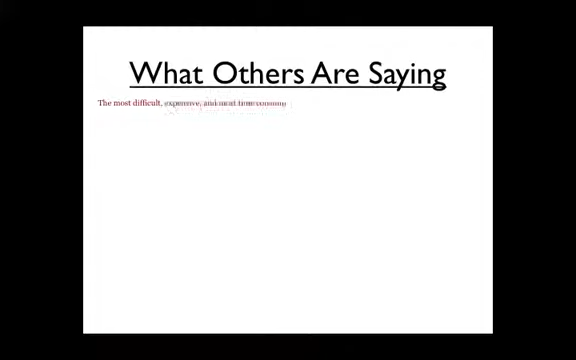 What Others Are Saying
The most difficult, expensive, and most time consuming